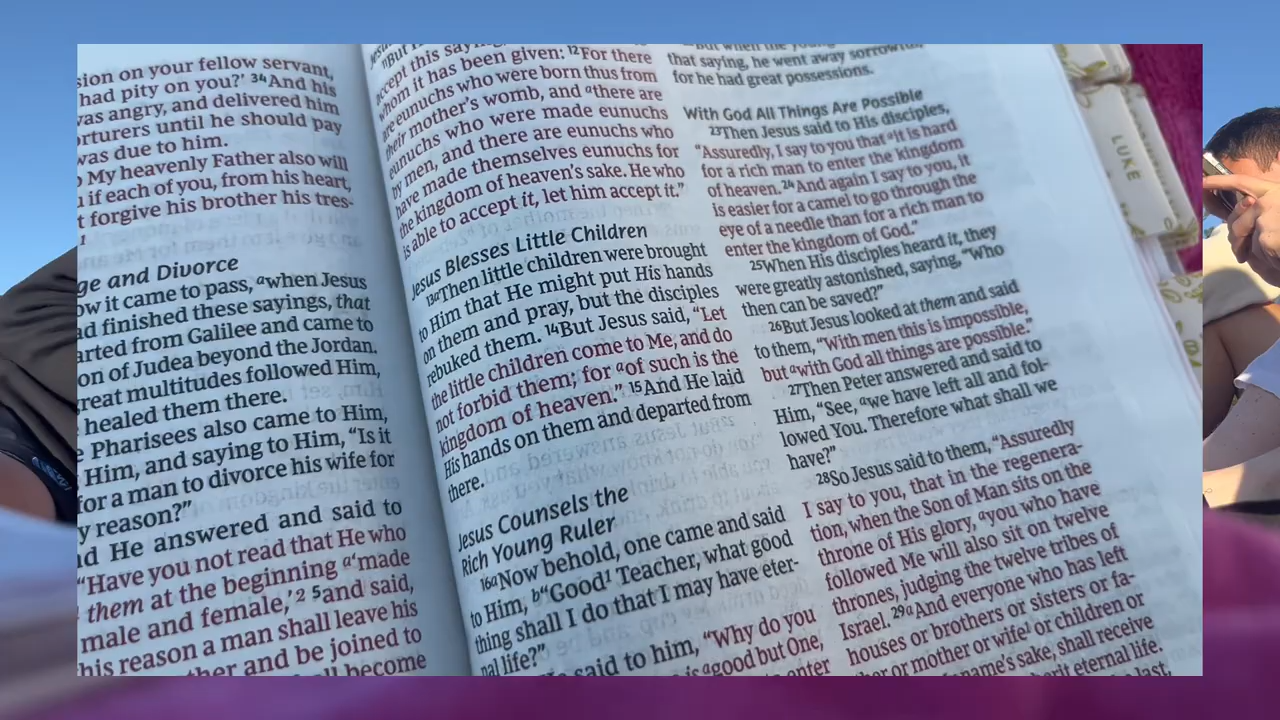 sion on your fellow servant,
had pity on you?’ 34And his
was angry, and delivered him
rturers until he should pay
was due to him.
My heavenly Father also will
if each of you, from his heart,
t forgive his brother his tres-
ge and Divorce
ow it came to pass, awhen Jesus
d finished these sayings, that
arted from Galilee and came to
on of Judea beyond the Jordan.
reat multitudes followed Him,
healed them there.
Pharisees also came to Him,
Him, and saying to Him, “Is it
for a man to divorce his wife for
y reason?”
d He answered and said to
“Have you not read that He who
them at the beginning a‘made
male and female,’2 5and said,
his reason a man shall leave his
ther and be joined to
ll become
accept this saying,
whom it has been given: 12For there
are eunuchs who were born thus from
their mother’s womb, and athere are
eunuchs who were made eunuchs
by men, and there are eunuchs who
have made themselves eunuchs for
the kingdom of heaven’s sake. He who
is able to accept it, let him accept it.”
Jesus Blesses Little Children
13aThen little children were brought
to Him that He might put His hands
on them and pray, but the disciples
rebuked them. 14But Jesus said, “Let
the little children come to Me, and do
not forbid them; for aof such is the
kingdom of heaven.” 15And He laid
His hands on them and departed from
there.
Jesus Counsels the
Rich Young Ruler
16aNow behold, one came and said
to Him, b“Good1 Teacher, what good
thing shall I do that I may have eter-
nal life?”
said to him, “Why do you
is agood but One,
enter
that saying, he went away sorrowful,
for he had great possessions.
With God All Things Are Possible
23Then Jesus said to His disciples,
“Assuredly, I say to you that ait is hard
for a rich man to enter the kingdom
of heaven. 24And again I say to you, it
is easier for a camel to go through the
eye of a needle than for a rich man to
enter the kingdom of God.”
25When His disciples heard it, they
were greatly astonished, saying, “Who
then can be saved?”
26But Jesus looked at them and said
to them, “With men this is impossible,
but awith God all things are possible.”
27Then Peter answered and said to
Him, “See, awe have left all and fol-
lowed You. Therefore what shall we
have?”
28So Jesus said to them, “Assuredly
I say to you, that in the regenera-
tion, when the Son of Man sits on the
throne of His glory, ayou who have
followed Me will also sit on twelve
thrones, judging the twelve tribes of
Israel. 29aAnd everyone who has left
houses or brothers or sisters or fa-
ther or mother or wife1 or children or
name’s sake, shall receive
eternal life.
last,
LUKE